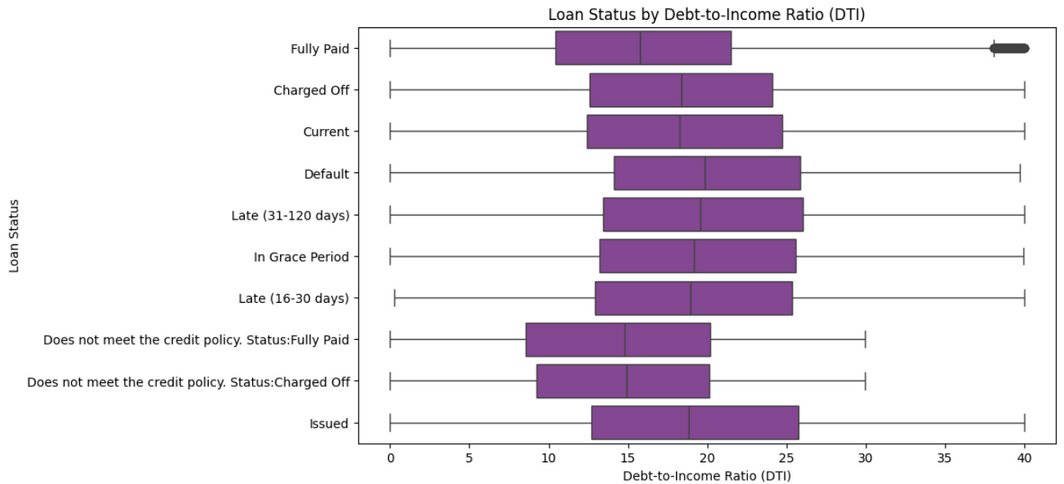 Loan Status by Debt-to-Income Ratio (DTI)
Loan Status
Fully Paid
Charged Off
Current
Default
Late (31-120 days)
In Grace Period
Late (16-30 days)
Does not meet the credit policy. Status:Fully Paid
Does not meet the credit policy. Status:Charged Off
Issued
0 5 10 15 20 25 30 35 40
Debt-to-Income Ratio (DTI)